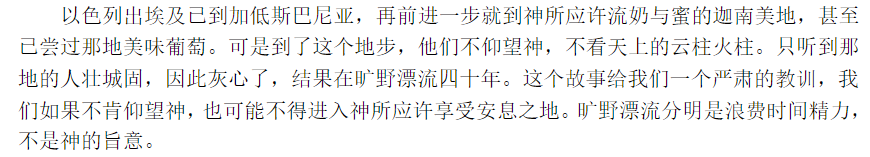 以色列出埃及已到加低斯巴尼亚，再前进一步就到神所应许流奶与蜜的迦南美地，甚至
已尝过那地美味葡萄。可是到了这个地步，他们不仰望神，不看天上的云柱火柱。只听到那
地的人壮城固，因此灰心了，结果在旷野漂流四十年。这个故事给我们一个严肃的教训，我
们如果不肯仰望神，也可能不得进入神所应许享受安息之地。旷野漂流分明是浪费时间精力，
不是神的旨意。